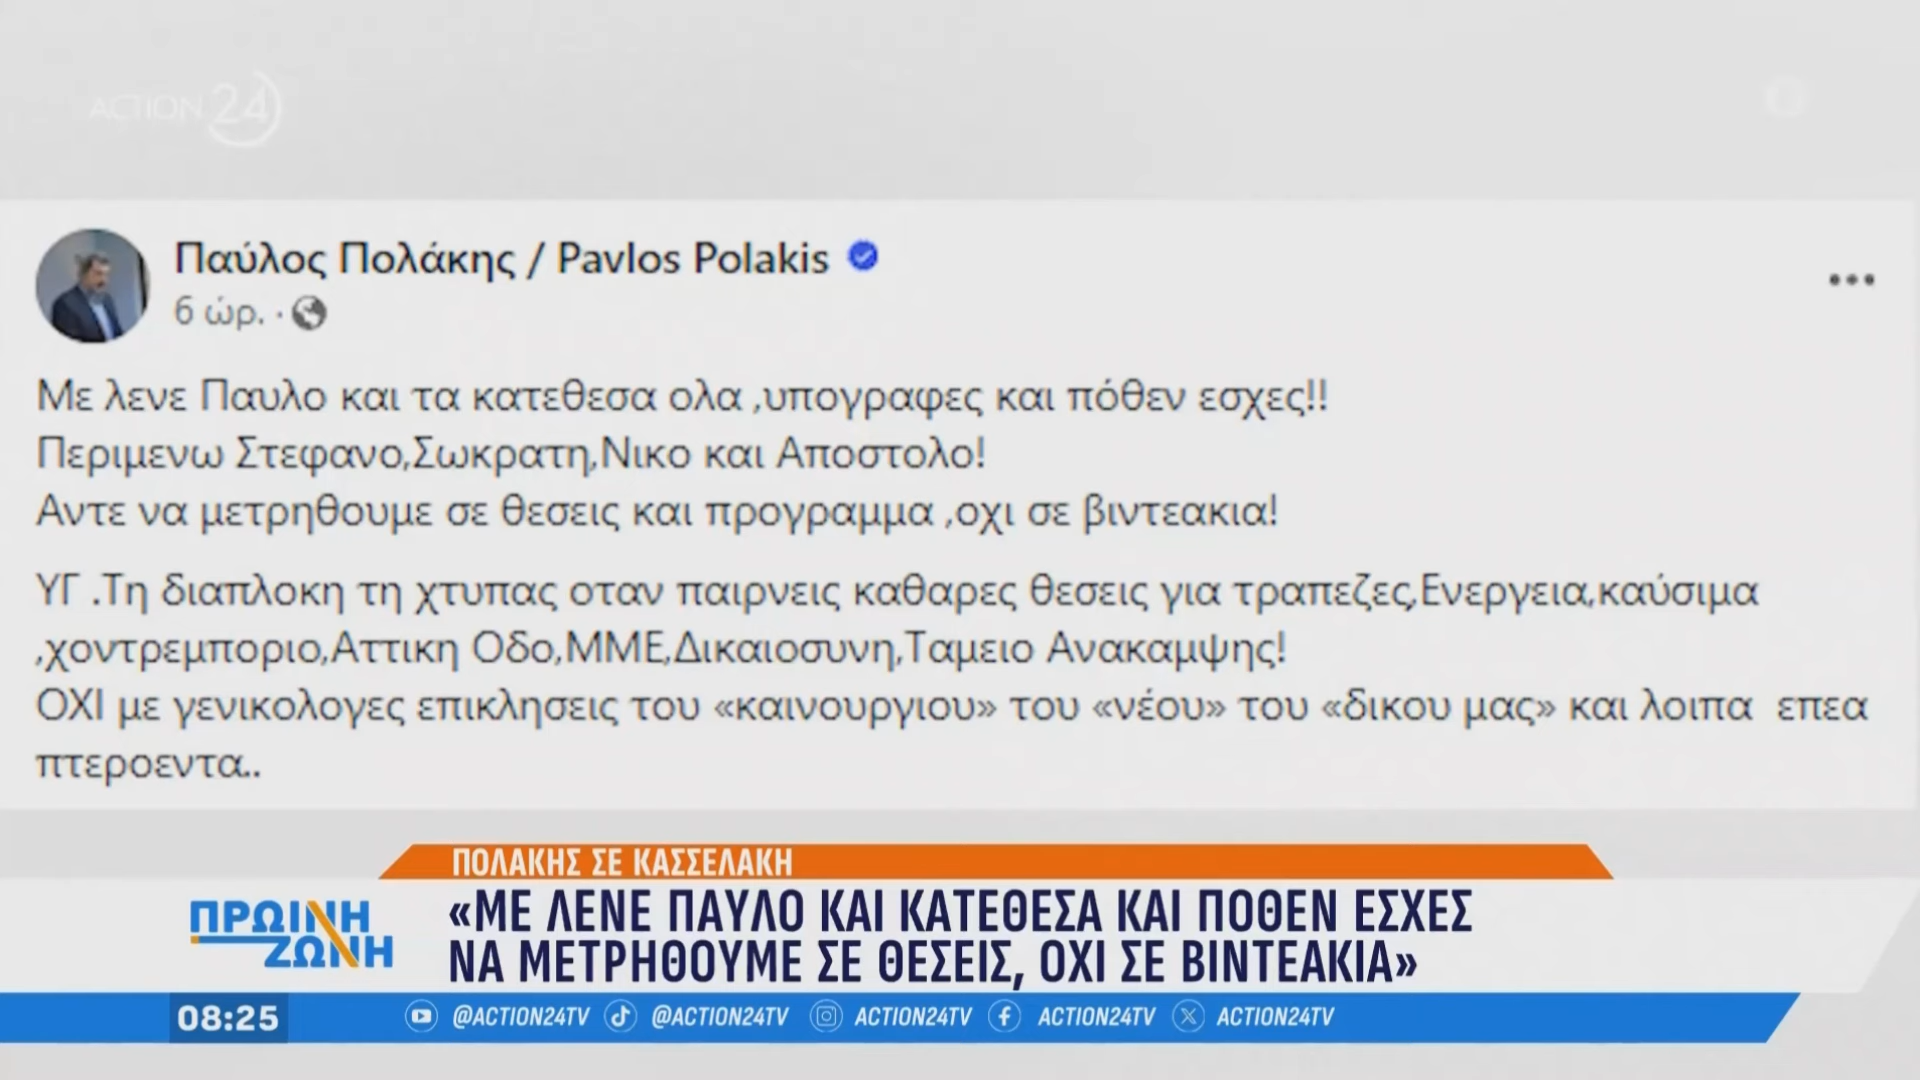 ACTION 24
Παύλος Πολάκης / Pavlos Polakis
6 ώρ. ·
Με λενε Παυλο και τα κατεθεσα ολα ,υπογραφες και πόθεν εσχες!!
Περιμενω Στεφανο,Σωκρατη,Νικο και Αποστολο!
Αντε να μετρηθουμε σε θεσεις και προγραμμα ,οχι σε βιντεακια!
ΥΓ .Τη διαπλοκη τη χτυπας οταν παιρνεις καθαρες θεσεις για τραπεζες,Ενεργεια,καύσιμα
,χοντρεμποριο,Αττικη Οδο,ΜΜΕ,Δικαιοσυνη,Ταμειο Ανακαμψης!
ΟΧΙ με γενικολογες επικλησεις του «καινουργιου» του «νέου» του «δικου μας» και λοιπα επεα
πτεροεντα..
ΠΟΛΑΚΗΣ ΣΕ ΚΑΣΣΕΛΑΚΗ
ΠΡΩΙΝΗ
ΖΩΝΗ
«ΜΕ ΛΕΝΕ ΠΑΥΛΟ ΚΑΙ ΚΑΤΕΘΕΣΑ ΚΑΙ ΠΟΘΕΝ ΕΣΧΕΣ
ΝΑ ΜΕΤΡΗΘΟΥΜΕ ΣΕ ΘΕΣΕΙΣ, ΟΧΙ ΣΕ ΒΙΝΤΕΑΚΙΑ»
08:25 @ACTION24TV @ACTION24TV ACTION24TV ACTION24TV ACTION24TV